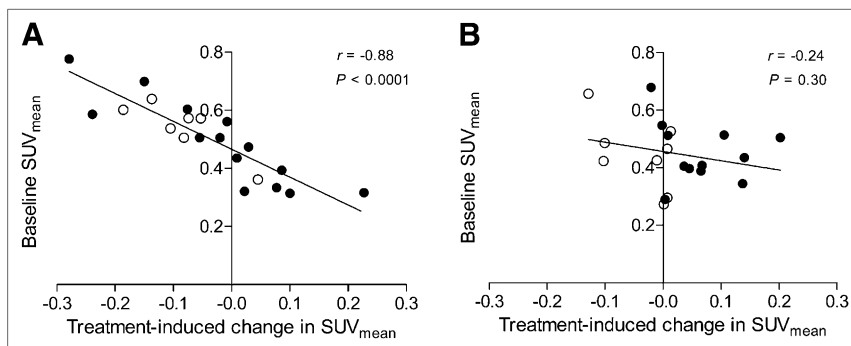 A
r = -0.88
P < 0.0001
0.8
0.6
0.4
0.2
Baseline SUVmean
-0.3 -0.2 -0.1 -0.0 0.1 0.2 0.3
Treatment-induced change in SUVmean
B
r = -0.24
P = 0.30
0.8
0.6
0.4
0.2
Baseline SUVmean
-0.3 -0.2 -0.1 -0.0 0.1 0.2 0.3
Treatment-induced change in SUVmean